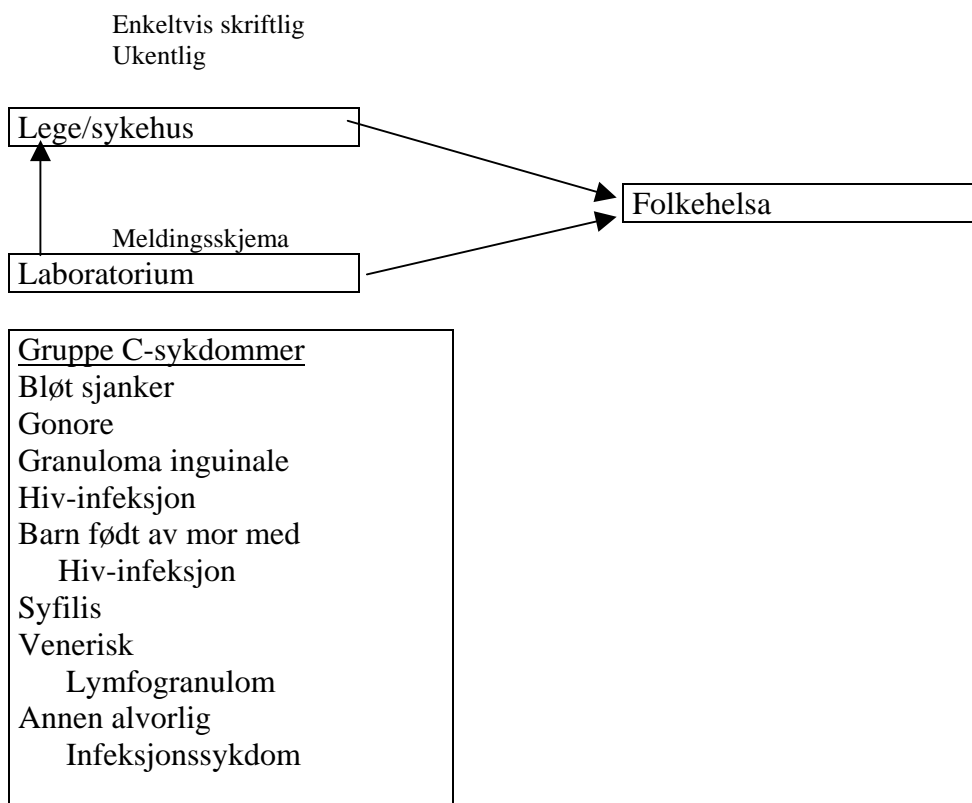 Enkeltvis skriftlig
Ukentlig
Lege/sykehus
Folkehelsa
Meldingsskjema
Laboratorium
Gruppe C-sykdommer
Bløt sjanker
Gonore
Granuloma inguinale
Hiv-infeksjon
Barn født av mor med
Hiv-infeksjon
Syfilis
Venerisk
Lymfogranulom
Annen alvorlig
Infeksjonssykdom